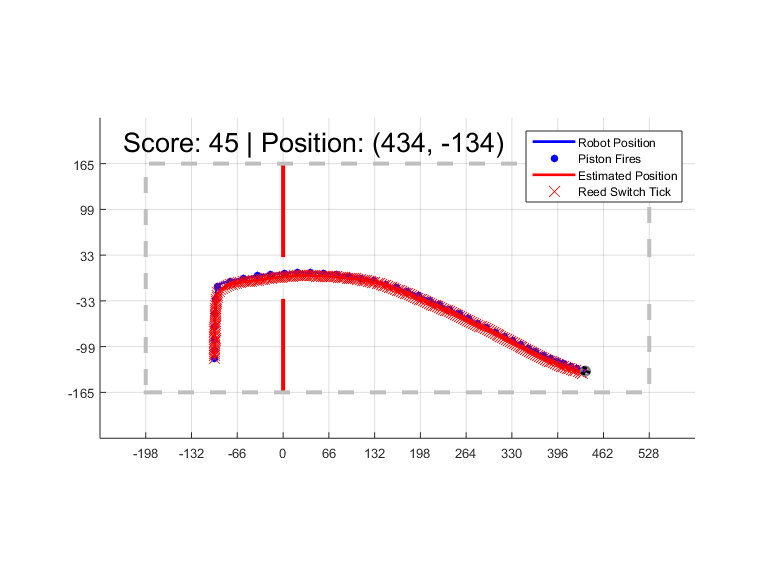 Score: 45 | Position: (434, -134)
Robot Position
Piston Fires
Estimated Position
Reed Switch Tick
165
99
33
-33
-99
-165
-198 -132 -66 0 66 132 198 264 330 396 462 528